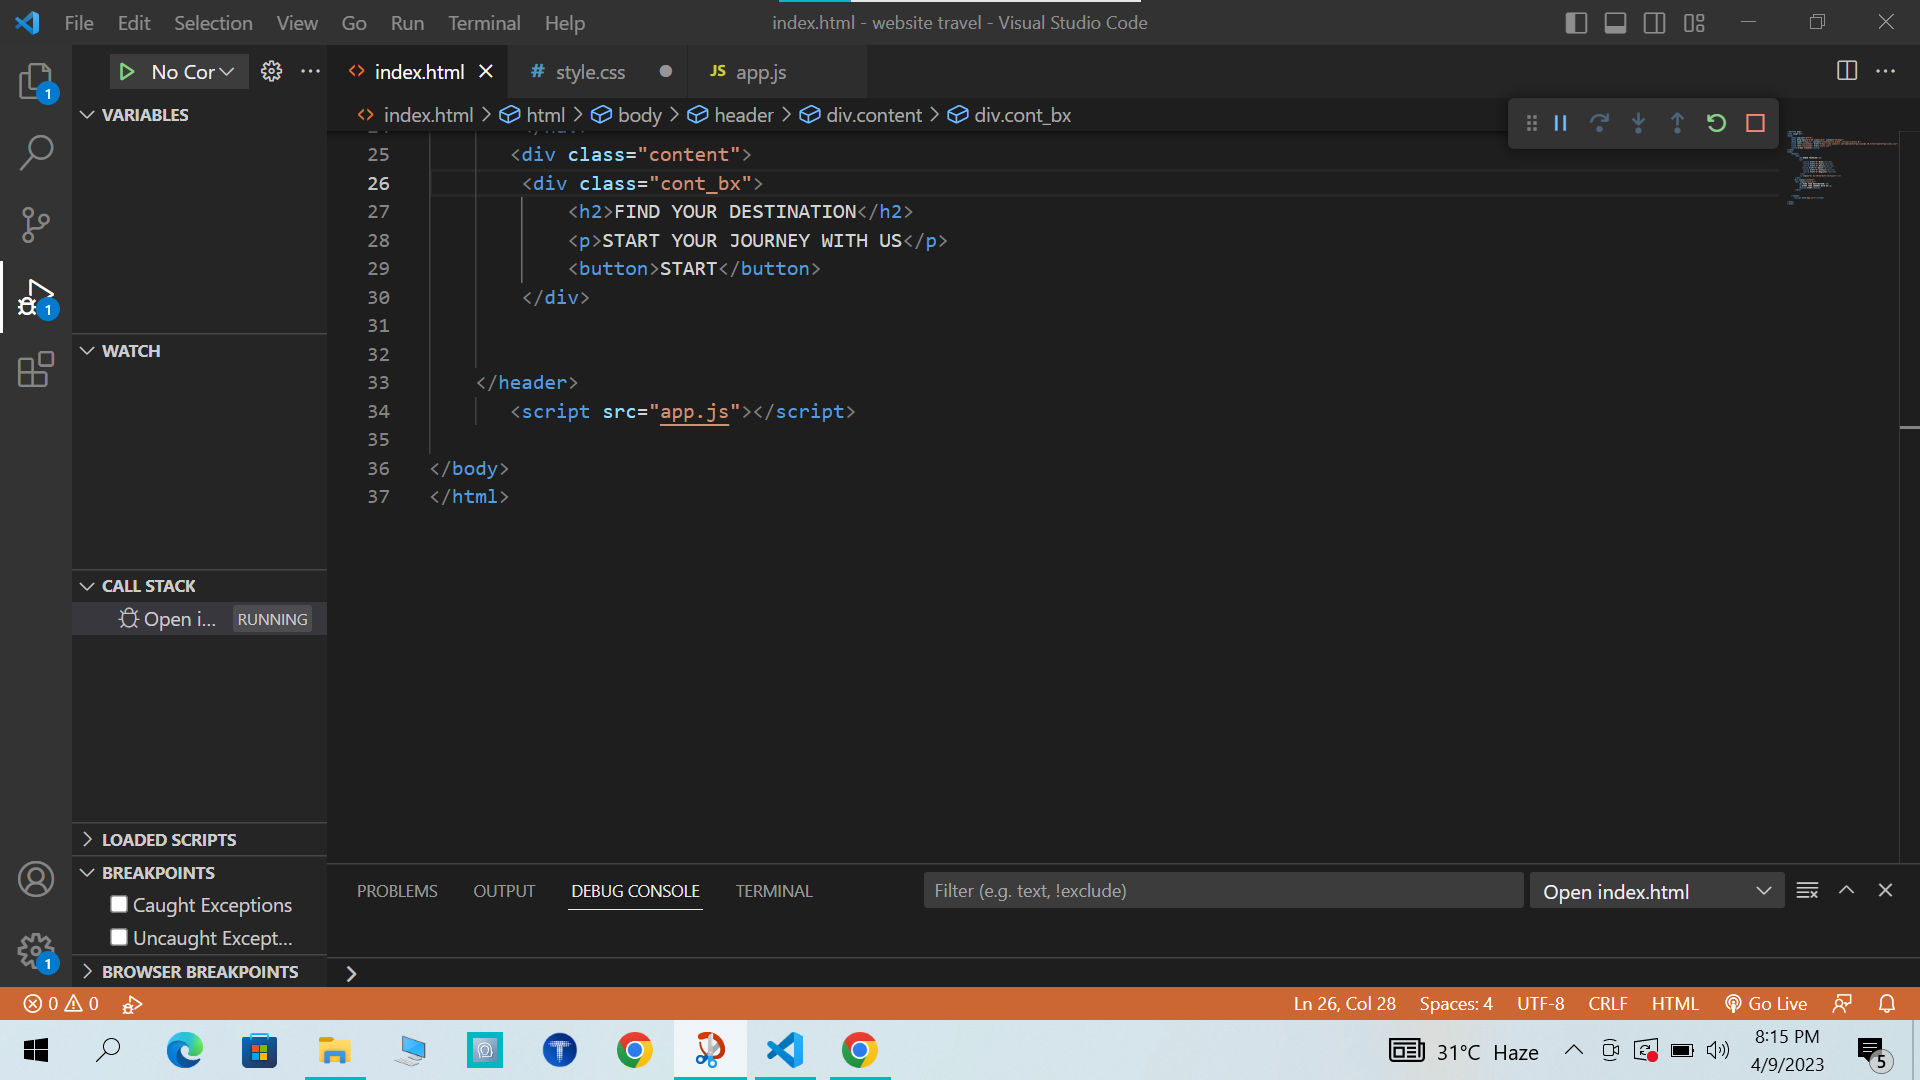 File Edit Selection View Go Run Terminal Help
index.html - website travel - Visual Studio Code
No Cor
index.html
# style.css
JS app.js
index.html > html > body > header > div.content > div.cont_bx
VARIABLES
WATCH
CALL STACK
Open i... RUNNING
LOADED SCRIPTS
BREAKPOINTS
Caught Exceptions
Uncaught Except...
BROWSER BREAKPOINTS
25 <div class="content">
26 <div class="cont_bx">
27 <h2>FIND YOUR DESTINATION</h2>
28 <p>START YOUR JOURNEY WITH US</p>
29 <button>START</button>
30 </div>
31
32
33 </header>
34 <script src="app.js"></script>
35
36 </body>
37 </html>
PROBLEMS OUTPUT DEBUG CONSOLE TERMINAL
Filter (e.g. text, !exclude)
Open index.html
1
1
1
0 0
Ln 26, Col 28 Spaces: 4 UTF-8 CRLF HTML Go Live
31°C Haze
8:15 PM
4/9/2023
5